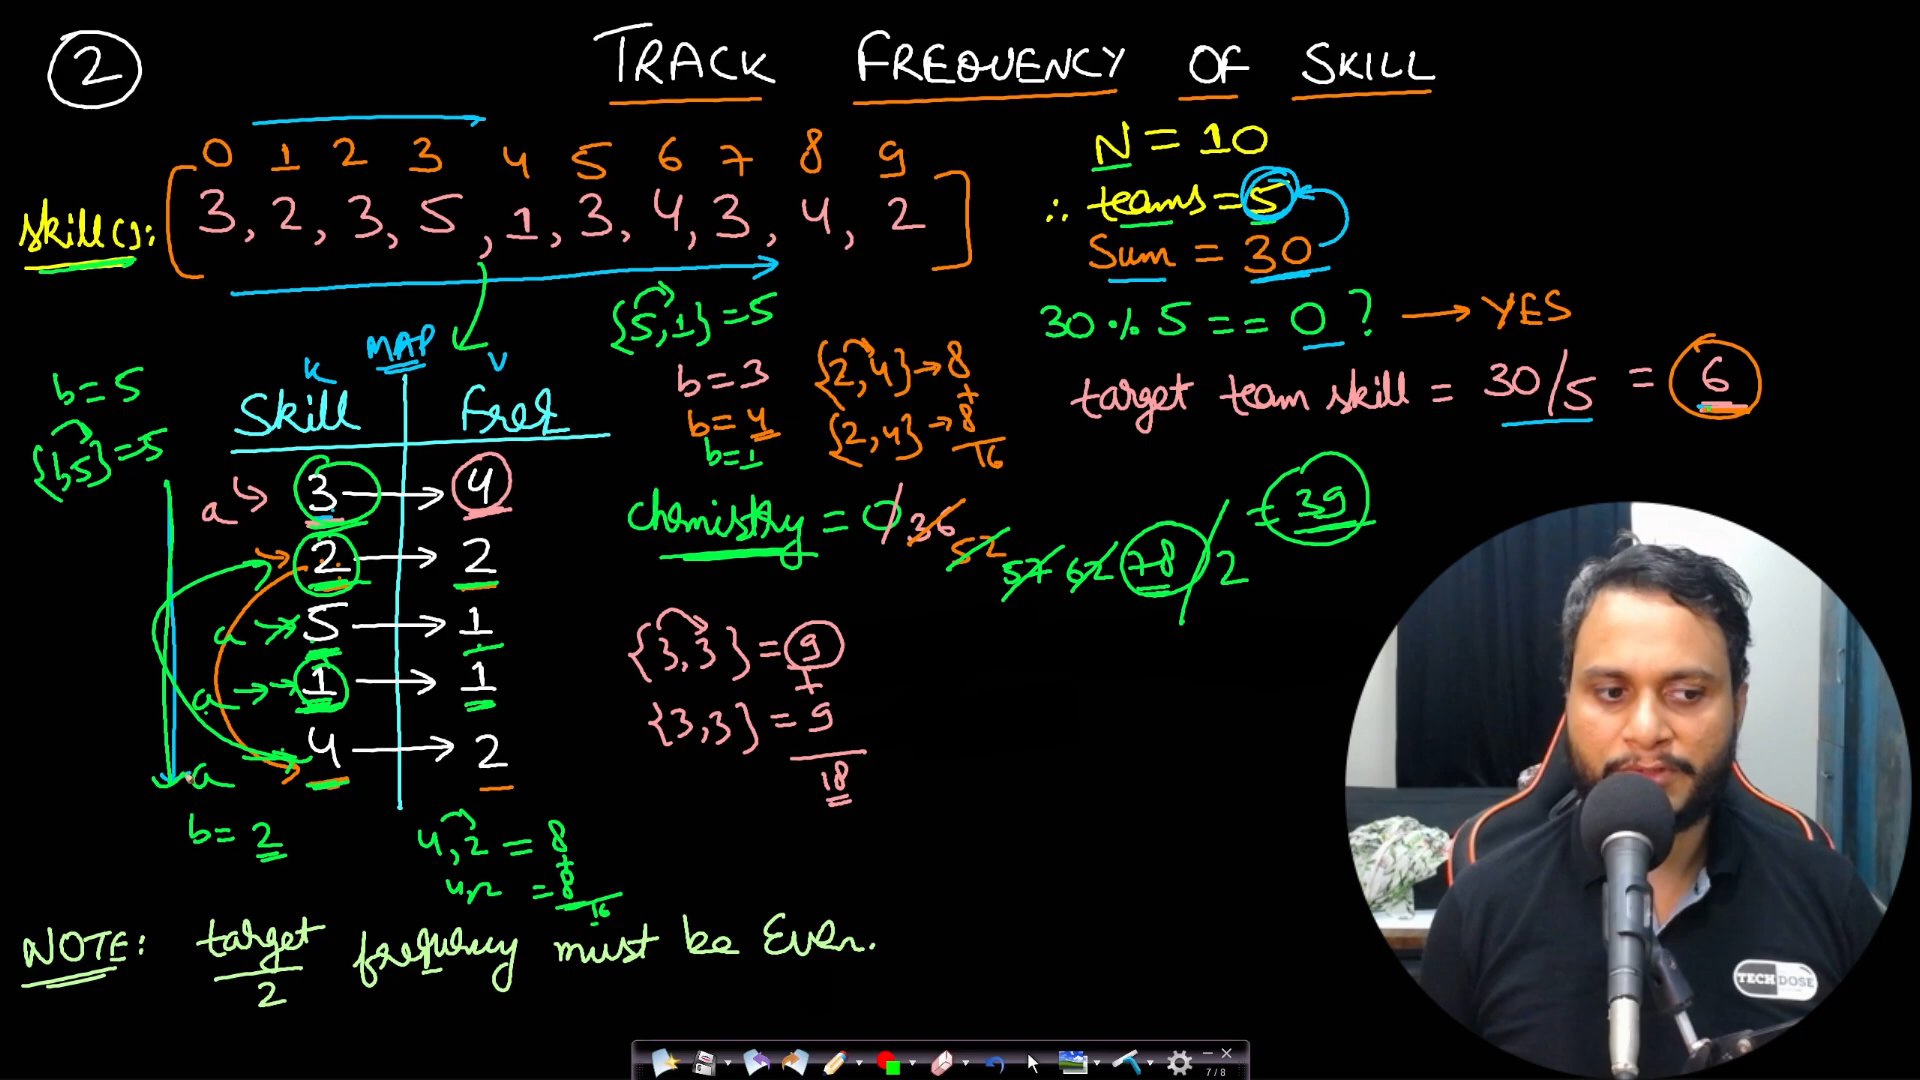 2
TRACK FREQUENCY OF SKILL
0 1 2 3 4 5 6 7 8 9
skill(s): [3, 2, 3, 5, 1, 3, 4, 3, 4, 2]
N = 10
∴ teams = 5
Sum = 30
30 % 5 == 0 ? → YES
target team skill = 30/5 = 6
{5,1} = 5
b = 3
b = 4
b = 1
{2,4} → 8
+
{2,4} → 8
16
b = 5
{1,5} = 5
MAP
K V
Skill Freq
a 3 → 4
2 → 2
a → 5 → 1
a → 1 → 1
4 → 2
a
b = 2
chemistry = 0 36 52 57 62 78 / 2 = 39
{3,3} = 9
+
{3,3} = 9
18
4,2 = 8
+
4,2 = 8
16
NOTE: target/2 frequency must be Even.
TECH DOSE
7 / 8